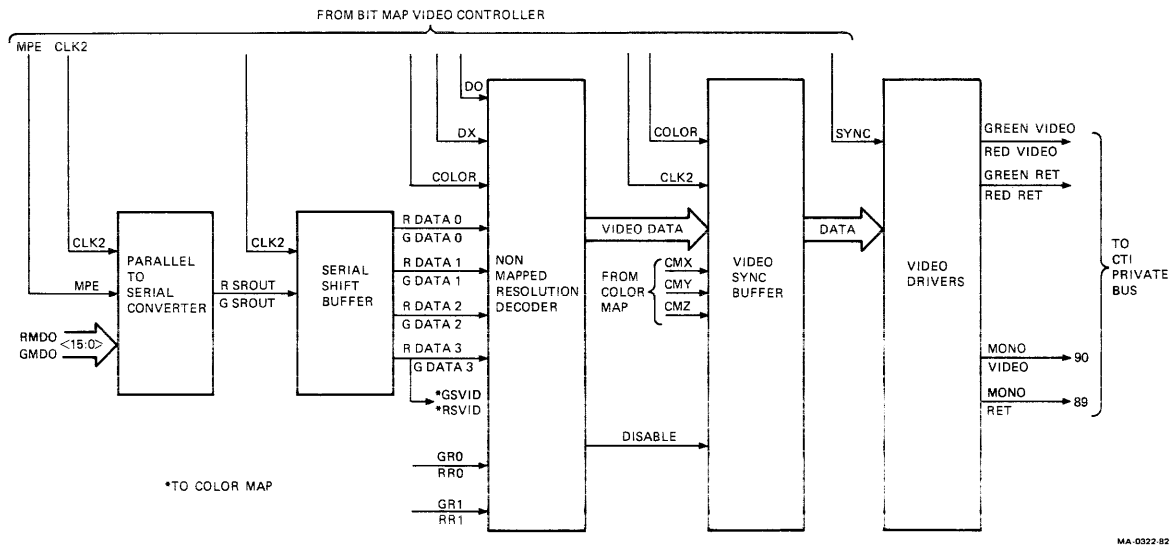 FROM BIT MAP VIDEO CONTROLLER
MPE CLK2
DO
DX
COLOR
COLOR
CLK2
SYNC
GREEN VIDEO
RED VIDEO
GREEN RET
RED RET
CLK2
MPE
RMDO
GMDO
<15:0>
PARALLEL
TO
SERIAL
CONVERTER
R SROUT
G SROUT
CLK2
SERIAL
SHIFT
BUFFER
R DATA 0
G DATA 0
R DATA 1
G DATA 1
R DATA 2
G DATA 2
R DATA 3
G DATA 3
*GSVID
*RSVID
GR0
RR0
GR1
RR1
NON
MAPPED
RESOLUTION
DECODER
VIDEO DATA
FROM
COLOR
MAP
CMX
CMY
CMZ
DISABLE
VIDEO
SYNC
BUFFER
DATA
VIDEO
DRIVERS
MONO
VIDEO
90
MONO
RET
89
TO
CTI
PRIVATE
BUS
*TO COLOR MAP
MA-0322-82